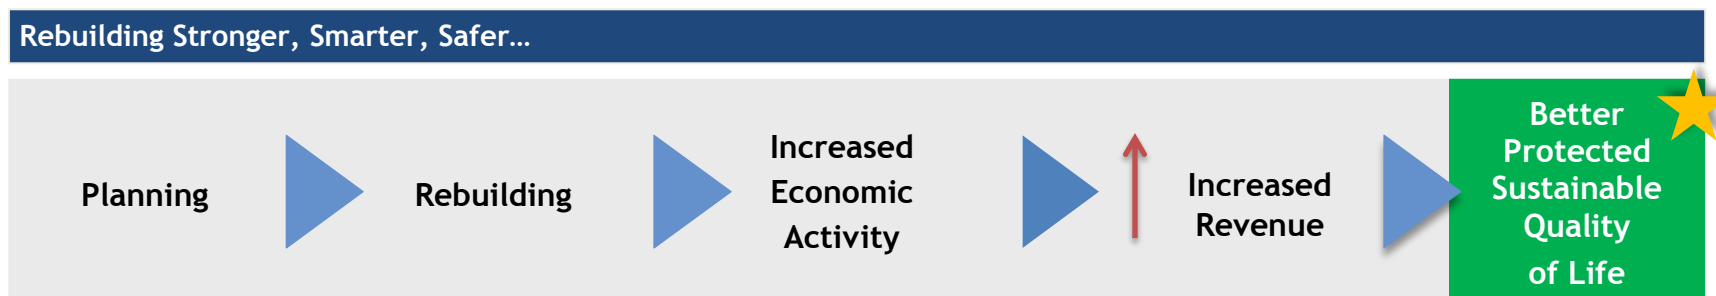 Rebuilding Stronger, Smarter, Safer…
Planning
Rebuilding
Increased
Economic
Activity
Increased
Revenue
Better
Protected
Sustainable
Quality
of Life